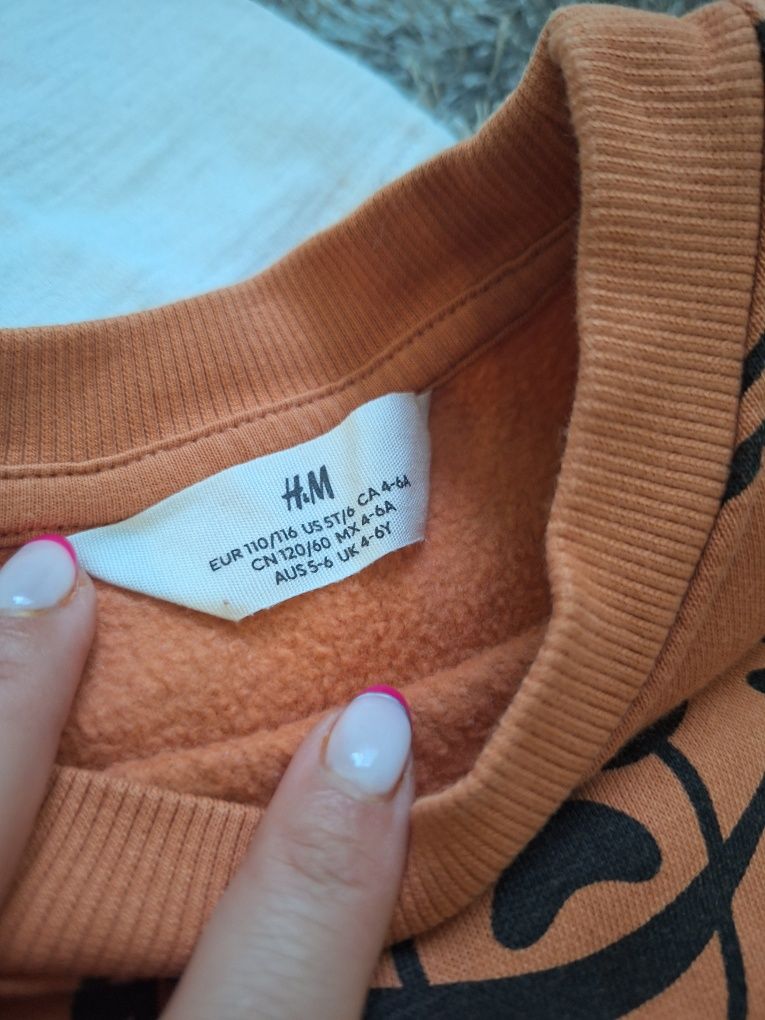 H&M
EUR 110/116 US 5T/6 CA 4-6A
CN 120/60 MX 4-6A
AUS 5-6 UK 4-6Y